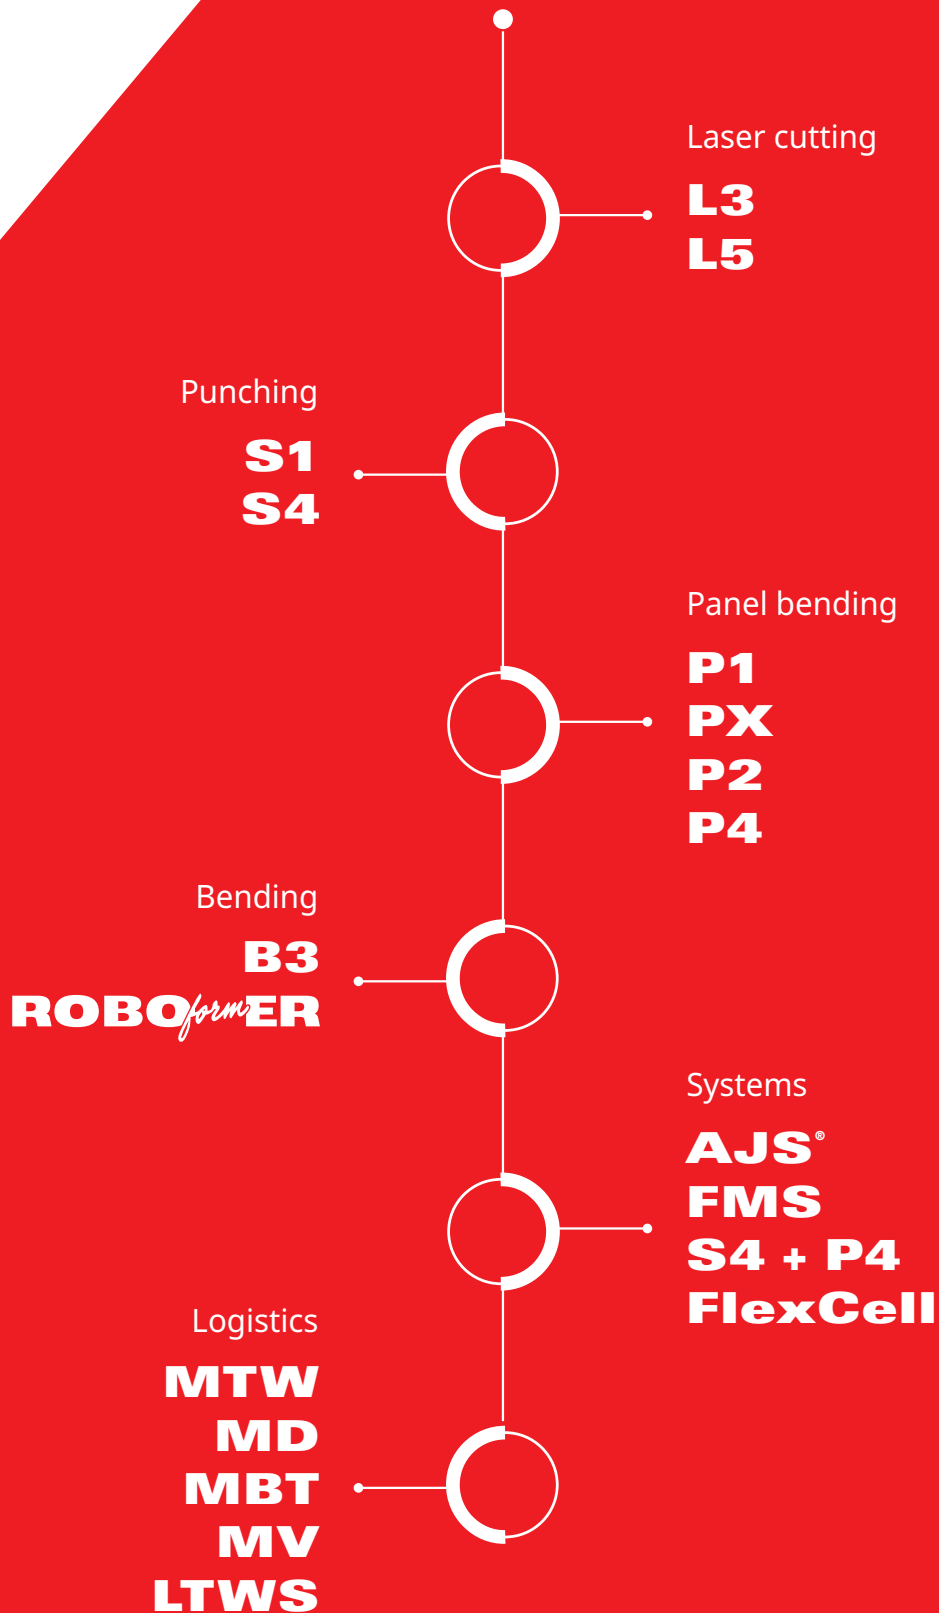 Laser cutting
L3
L5
Punching
S1
S4
Panel bending
P1
PX
P2
P4
Bending
B3
ROBOformER
Systems
AJS®
FMS
S4 + P4
FlexCell
Logistics
MTW
MD
MBT
MV
LTWS